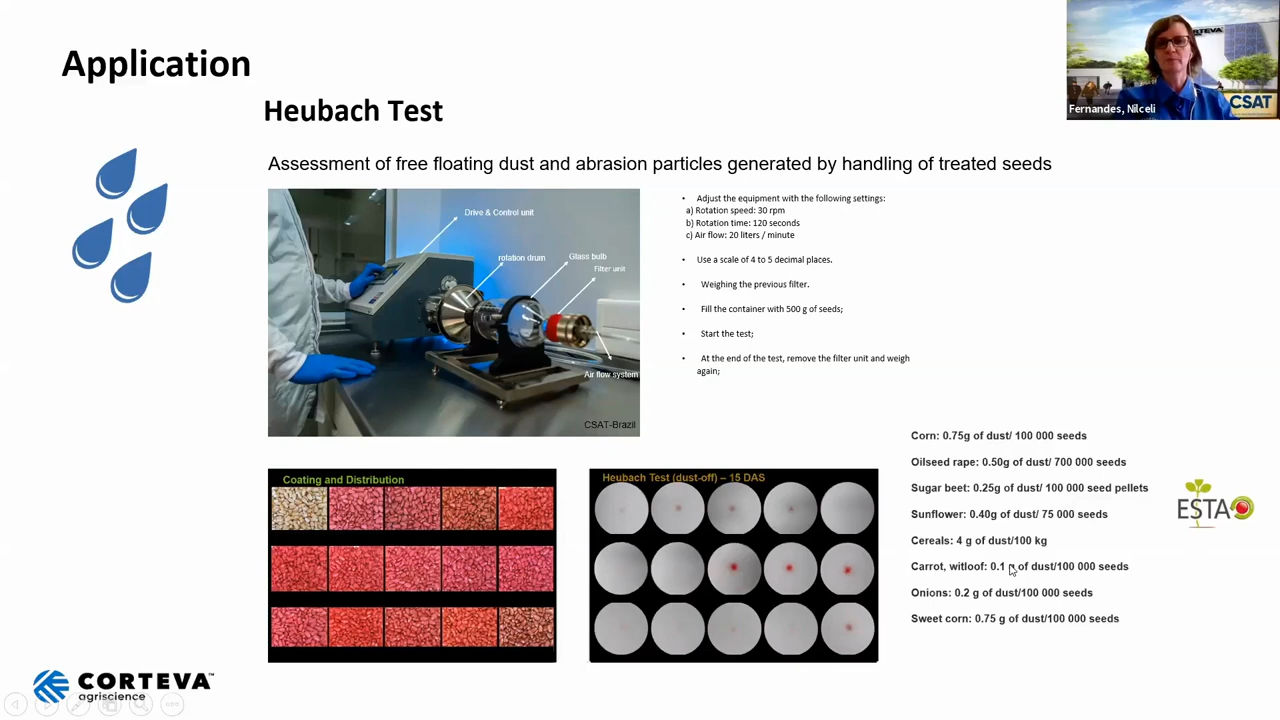 Application
Heubach Test
CORTEVA
CSAT
Fernandes, Nilceli
Assessment of free floating dust and abrasion particles generated by handling of treated seeds
Drive & Control unit
rotation drum
Glass bulb
Filter unit
Air flow system
CSAT-Brazil
• Adjust the equipment with the following settings:
a) Rotation speed: 30 rpm
b) Rotation time: 120 seconds
c) Air flow: 20 liters / minute
• Use a scale of 4 to 5 decimal places.
• Weighing the previous filter.
• Fill the container with 500 g of seeds;
• Start the test;
• At the end of the test, remove the filter unit and weigh
again;
Coating and Distribution
Heubach Test (dust-off) – 15 DAS
Corn: 0.75g of dust/ 100 000 seeds
Oilseed rape: 0.50g of dust/ 700 000 seeds
Sugar beet: 0.25g of dust/ 100 000 seed pellets
Sunflower: 0.40g of dust/ 75 000 seeds
Cereals: 4 g of dust/100 kg
Carrot, witloof: 0.1 g of dust/100 000 seeds
Onions: 0.2 g of dust/100 000 seeds
Sweet corn: 0.75 g of dust/100 000 seeds
ESTA
CORTEVA™
agriscience